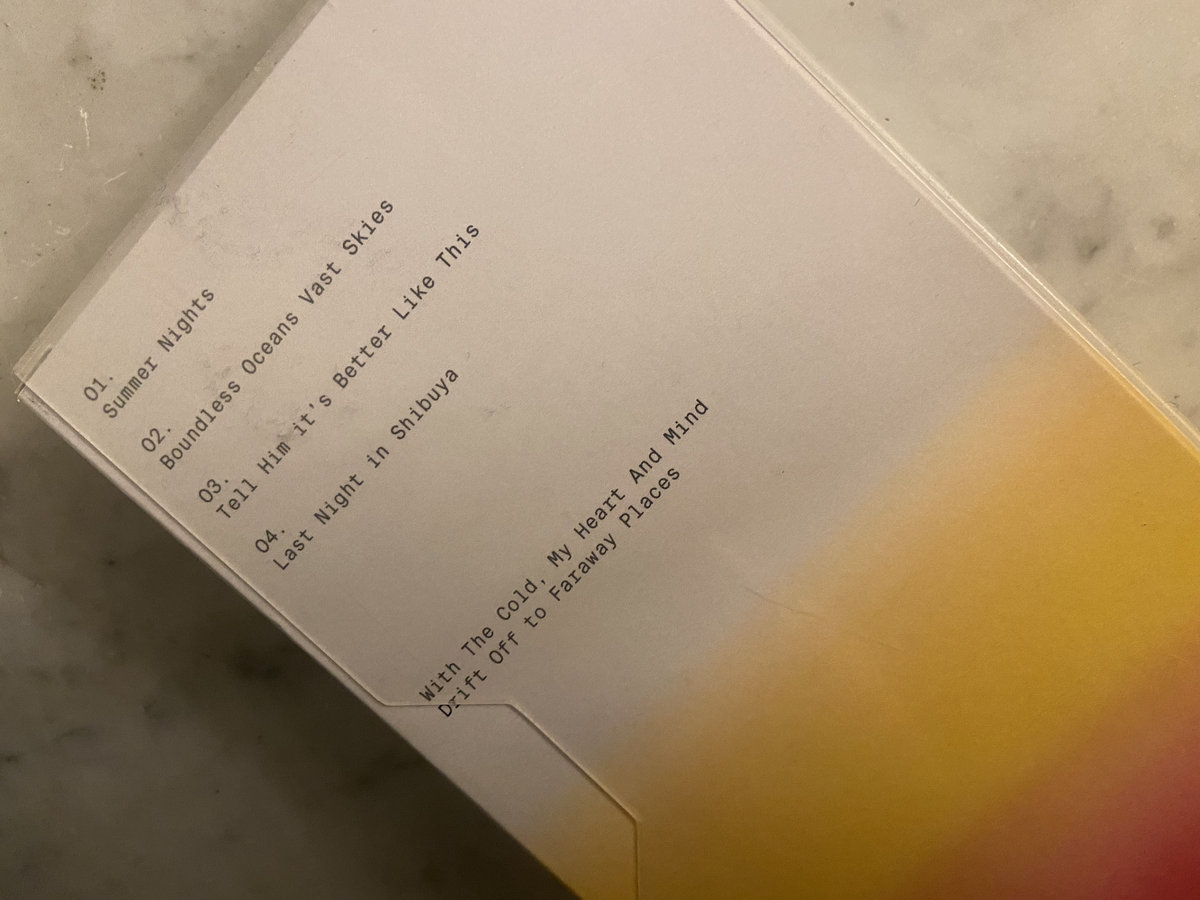 01.
Summer Nights
02.
Boundless Oceans Vast Skies
03.
Tell Him it's Better Like This
04.
Last Night in Shibuya
With The Cold, My Heart And Mind
Drift Off to Faraway Places